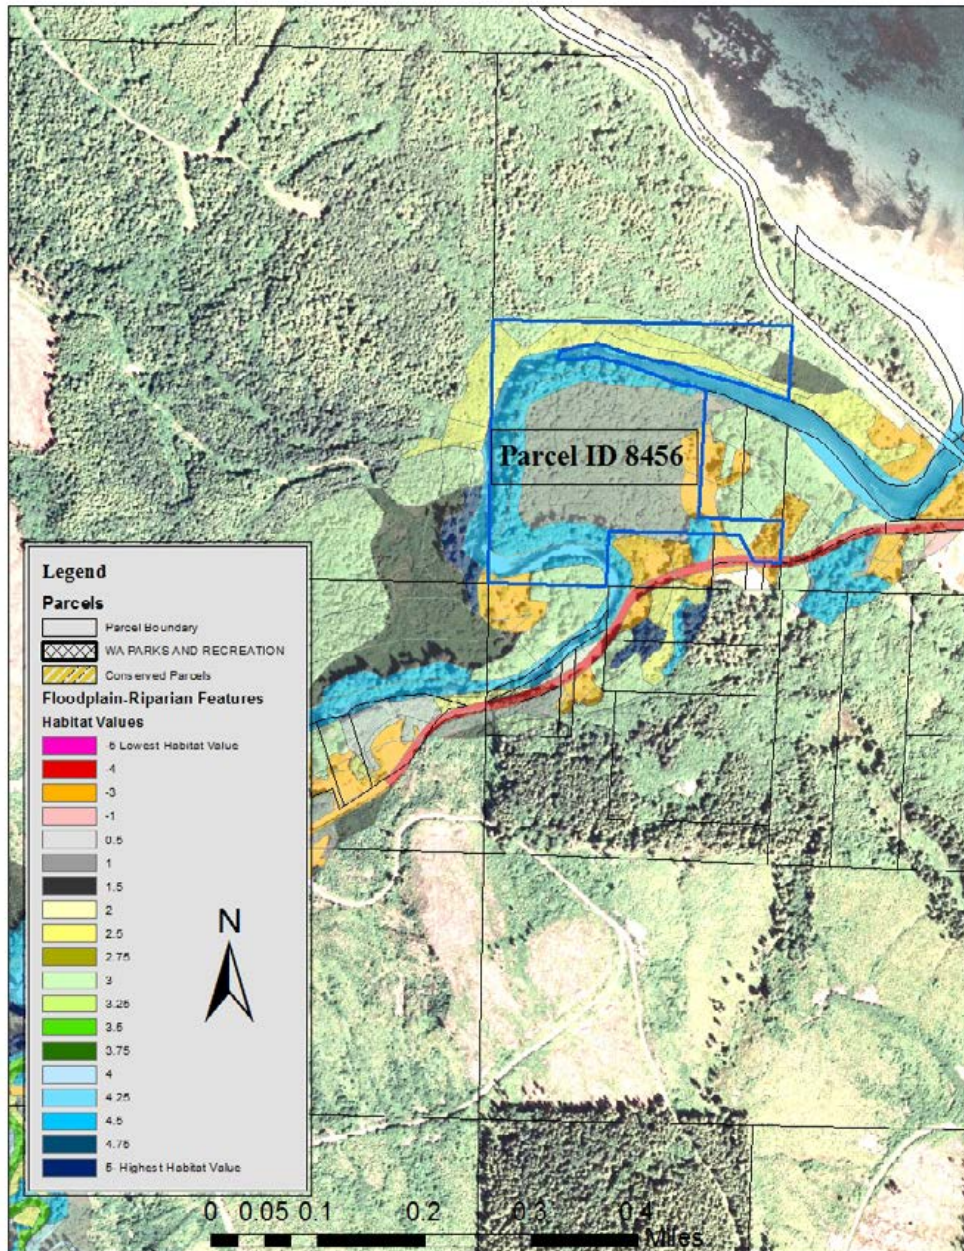 Parcel ID 8456
Legend
Parcels
Parcel Boundary
WA PARKS AND RECREATION
Conserved Parcels
Floodplain-Riparian Features
Habitat Values
-5 Lowest Habitat Value
-4
-3
-1
0.5
1
1.5
2
2.5
2.75
3
3.25
3.5
3.75
4
4.25
4.5
4.75
5- Highest Habitat Value
N
0 0.05 0.1 0.2 0.3 0.4
Miles